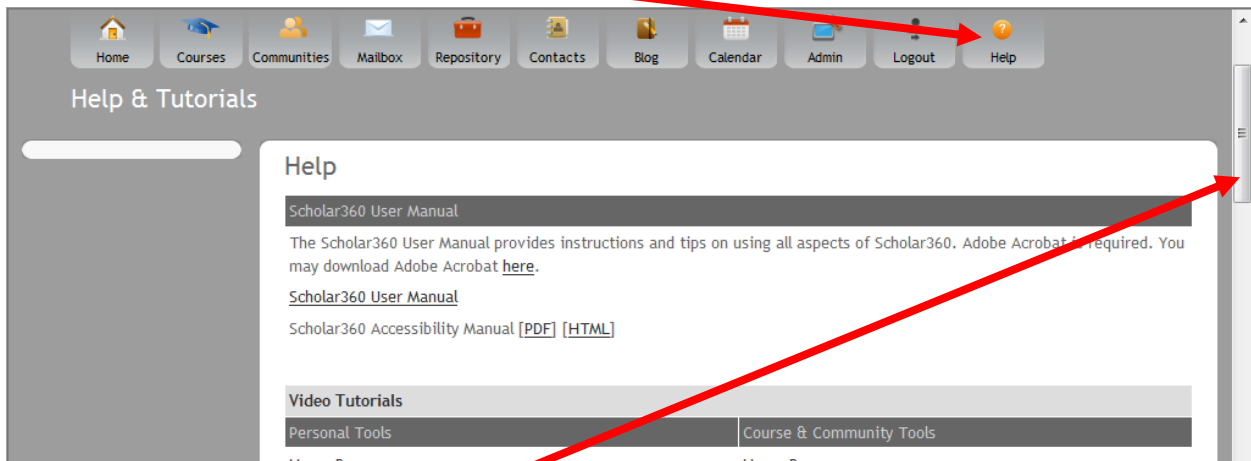 Home Courses Communities Mailbox Repository Contacts Blog Calendar Admin Logout Help
Help & Tutorials
Help
Scholar360 User Manual
The Scholar360 User Manual provides instructions and tips on using all aspects of Scholar360. Adobe Acrobat is required. You
may download Adobe Acrobat here.
Scholar360 User Manual
Scholar360 Accessibility Manual [PDF] [HTML]
Video Tutorials
Personal Tools Course & Community Tools